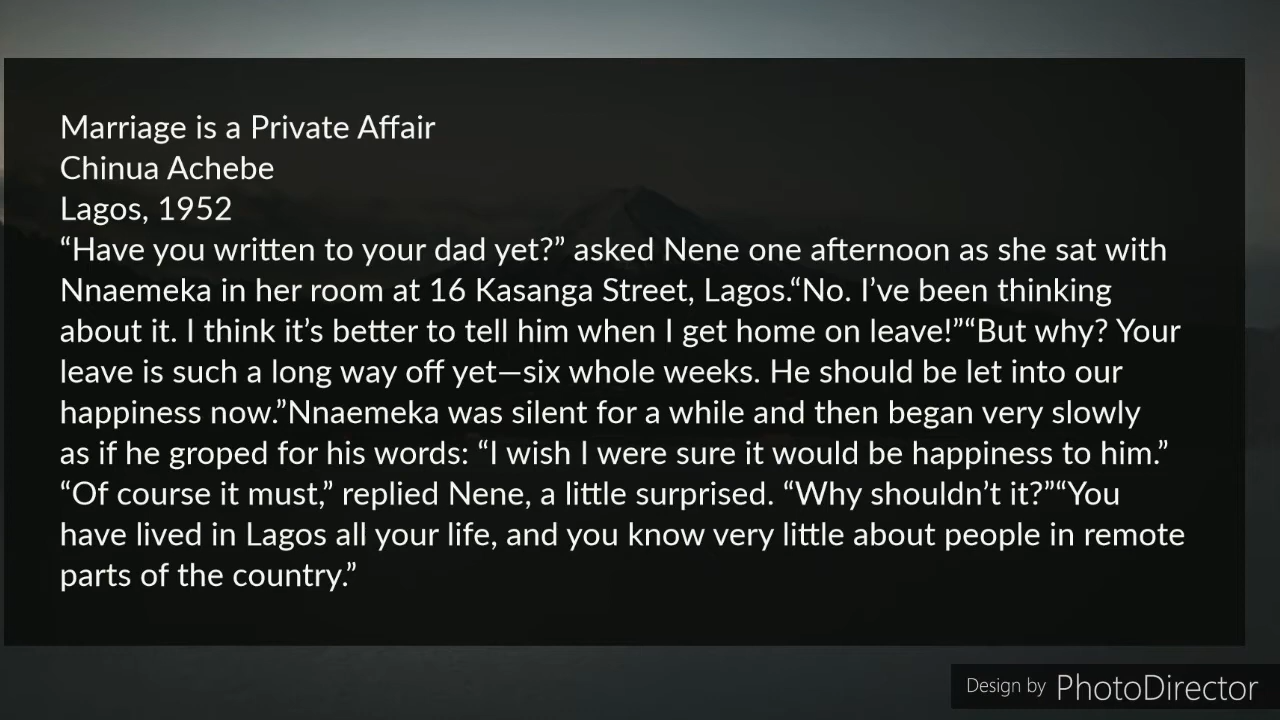 Marriage is a Private Affair
Chinua Achebe
Lagos, 1952
“Have you written to your dad yet?” asked Nene one afternoon as she sat with
Nnaemeka in her room at 16 Kasanga Street, Lagos.“No. I’ve been thinking
about it. I think it’s better to tell him when I get home on leave!”“But why? Your
leave is such a long way off yet—six whole weeks. He should be let into our
happiness now.”Nnaemeka was silent for a while and then began very slowly
as if he groped for his words: “I wish I were sure it would be happiness to him.”
“Of course it must,” replied Nene, a little surprised. “Why shouldn’t it?”“You
have lived in Lagos all your life, and you know very little about people in remote
parts of the country.”
Design by PhotoDirector